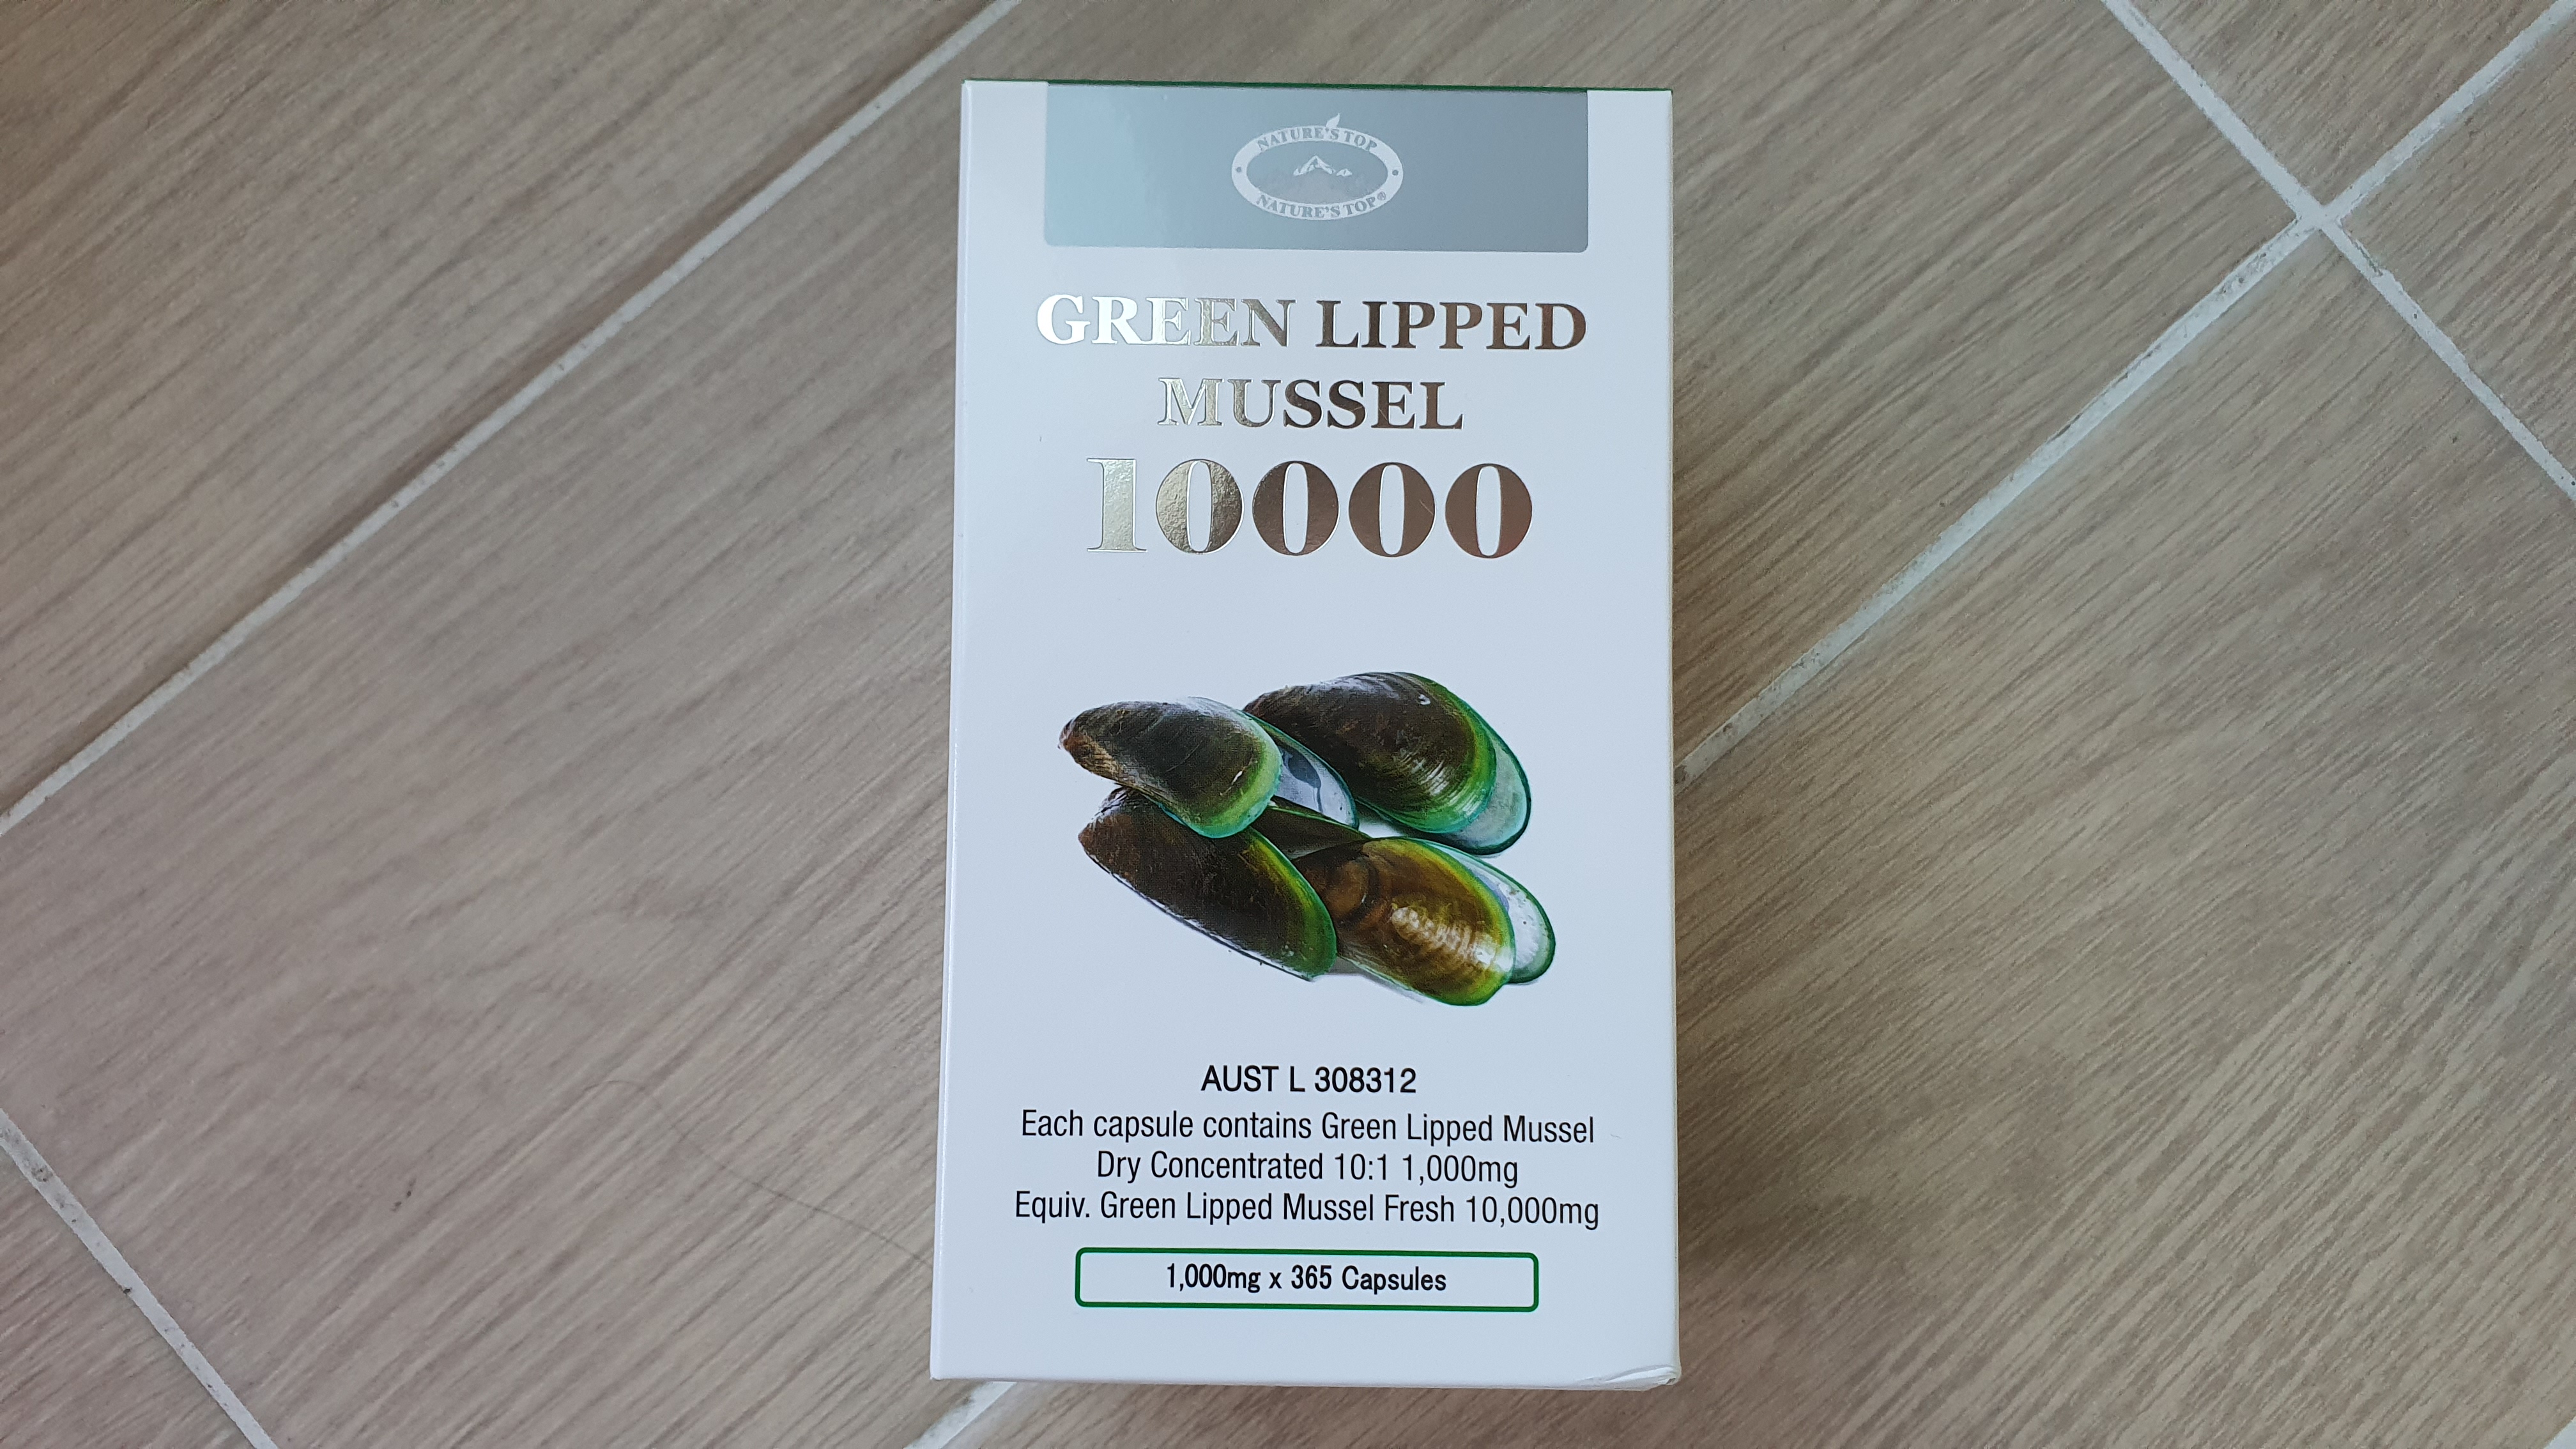 NATURE'S TOP
NATURE'S TOP®
GREEN LIPPED
MUSSEL
10000
AUST L 308312
Each capsule contains Green Lipped Mussel
Dry Concentrated 10:1 1,000mg
Equiv. Green Lipped Mussel Fresh 10,000mg
1,000mg x 365 Capsules